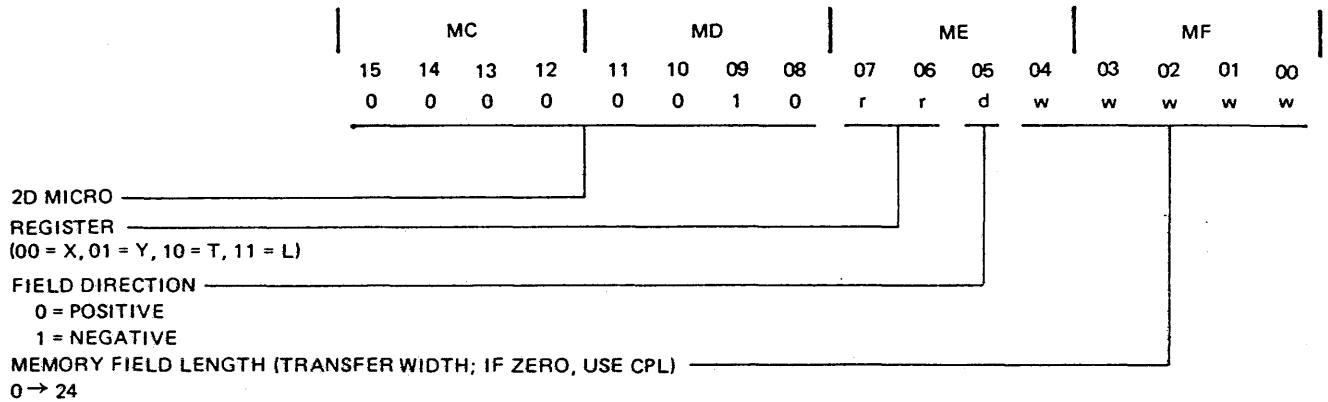 MC MD ME MF
15 14 13 12 11 10 09 08 07 06 05 04 03 02 01 00
0 0 0 0 0 0 1 0 r r d w w w w w
2D MICRO
REGISTER
(00 = X, 01 = Y, 10 = T, 11 = L)
FIELD DIRECTION
0 = POSITIVE
1 = NEGATIVE
MEMORY FIELD LENGTH (TRANSFER WIDTH; IF ZERO, USE CPL)
0 → 24